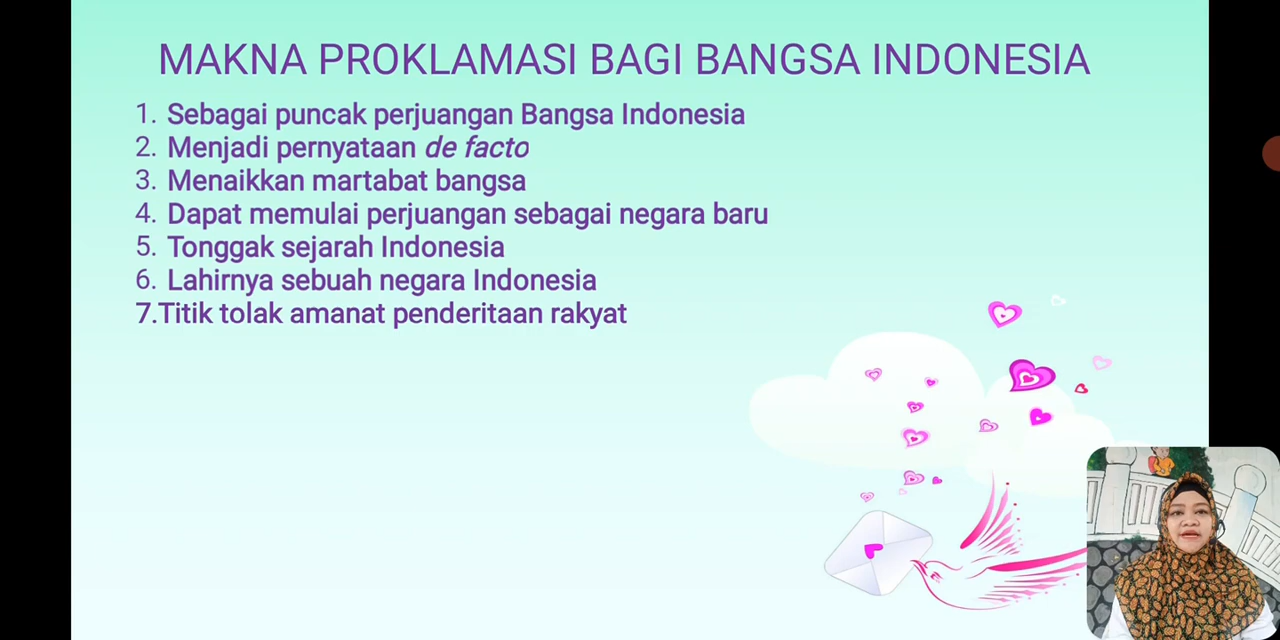 MAKNA PROKLAMASI BAGI BANGSA INDONESIA
1. Sebagai puncak perjuangan Bangsa Indonesia
2. Menjadi pernyataan de facto
3. Menaikkan martabat bangsa
4. Dapat memulai perjuangan sebagai negara baru
5. Tonggak sejarah Indonesia
6. Lahirnya sebuah negara Indonesia
7.Titik tolak amanat penderitaan rakyat